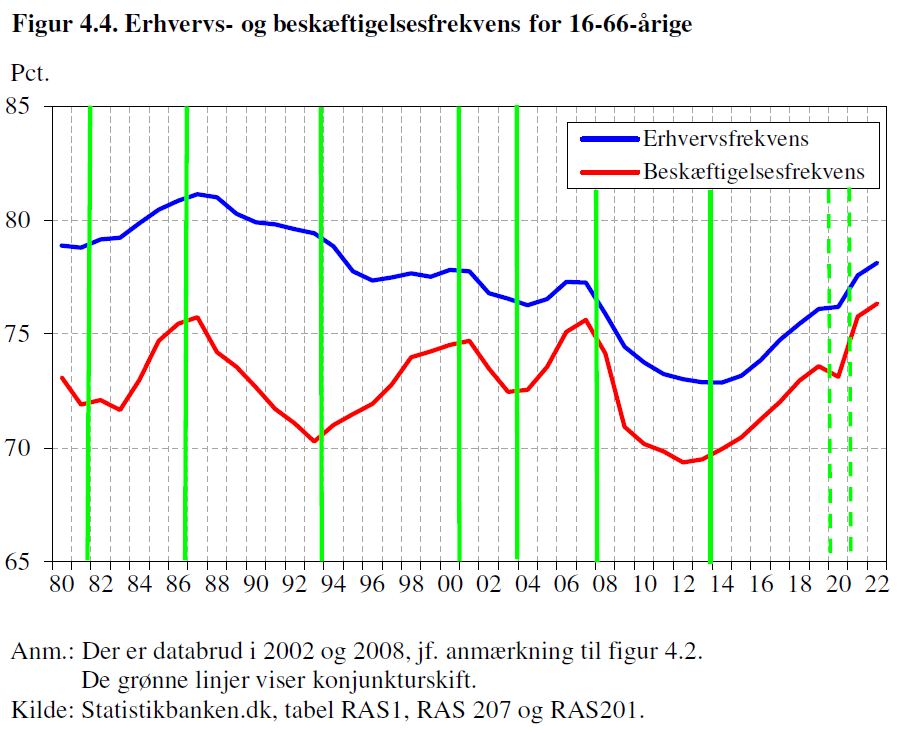 Figur 4.4. Erhvervs- og beskæftigelsesfrekvens for 16-66-årige
Pct.
85
80
75
70
65
Erhvervsfrekvens
Beskæftigelsesfrekvens
80 82 84 86 88 90 92 94 96 98 00 02 04 06 08 10 12 14 16 18 20 22
Anm.: Der er databrud i 2002 og 2008, jf. anmærkning til figur 4.2.
De grønne linjer viser konjunkturskift.
Kilde: Statistikbanken.dk, tabel RAS1, RAS 207 og RAS201.